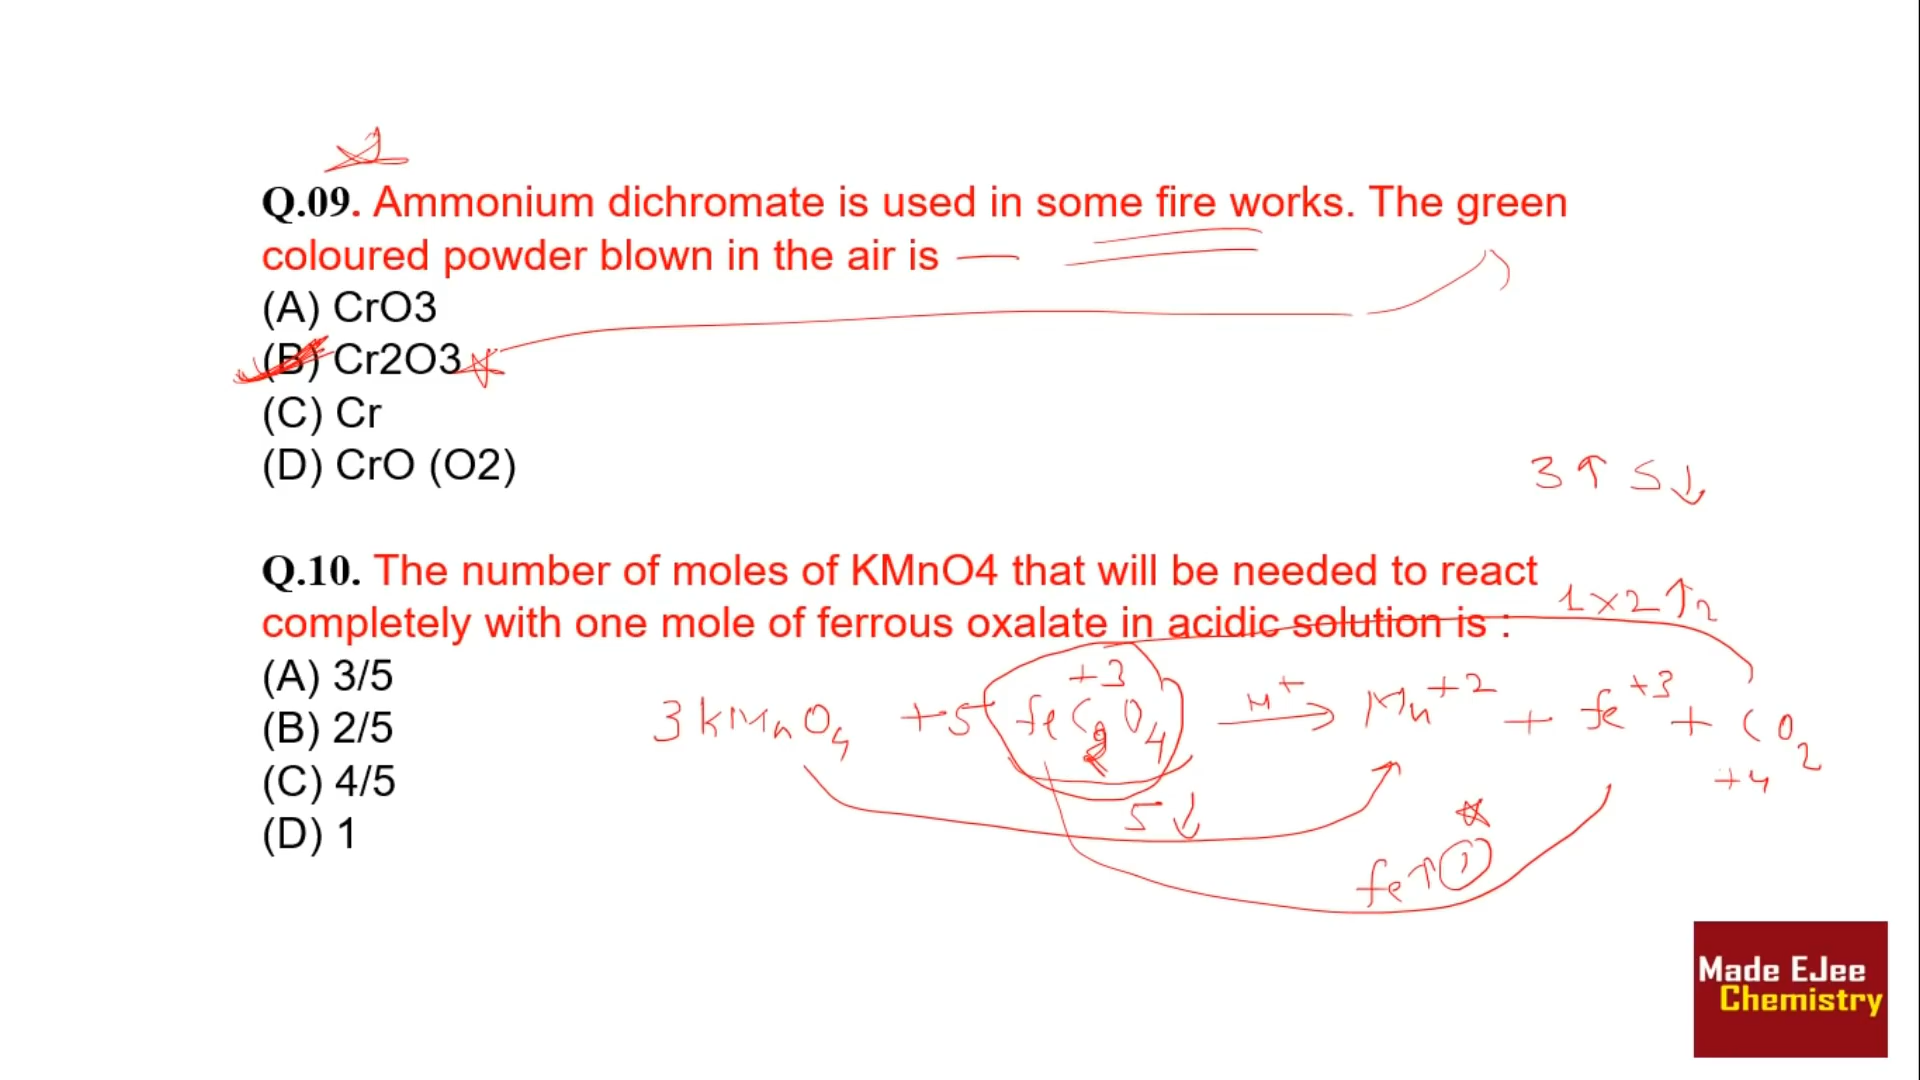 Q.09. Ammonium dichromate is used in some fire works. The green
coloured powder blown in the air is —
(A) CrO3
(B) Cr2O3
(C) Cr
(D) CrO (O2)
3↑ 5↓
Q.10. The number of moles of KMnO4 that will be needed to react
1×2↑2
completely with one mole of ferrous oxalate in acidic solution is :
(A) 3/5
+3
3KMnO4 +5 FeC2O4 H+ Mn+2 + Fe+3 + CO2
(B) 2/5
+4
(C) 4/5
5↓
(D) 1
Fe↑1
Made EJee
Chemistry